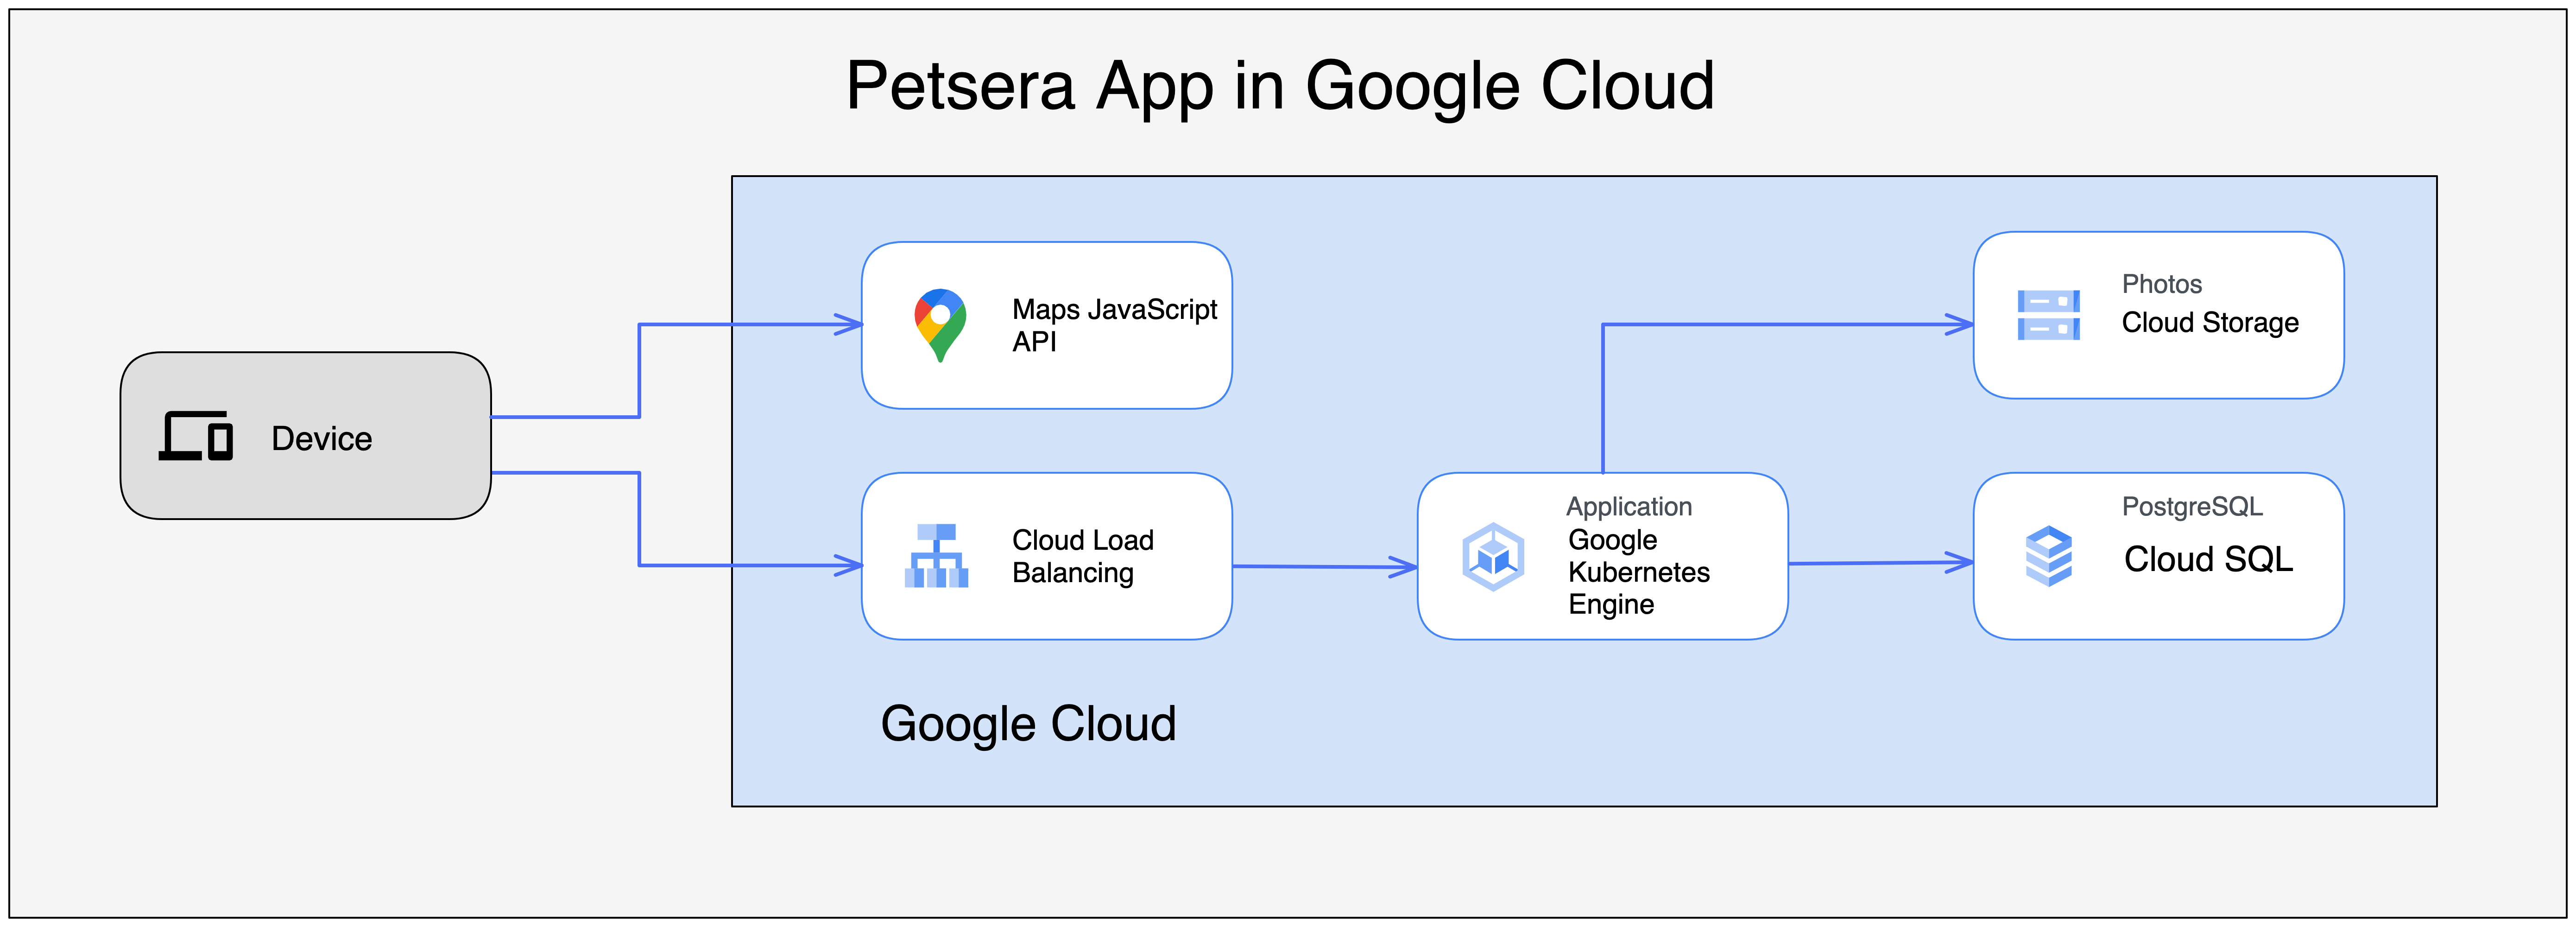 Petsera App in Google Cloud
Device
Maps JavaScript
API
Cloud Load
Balancing
Application
Google
Kubernetes
Engine
Photos
Cloud Storage
PostgreSQL
Cloud SQL
Google Cloud